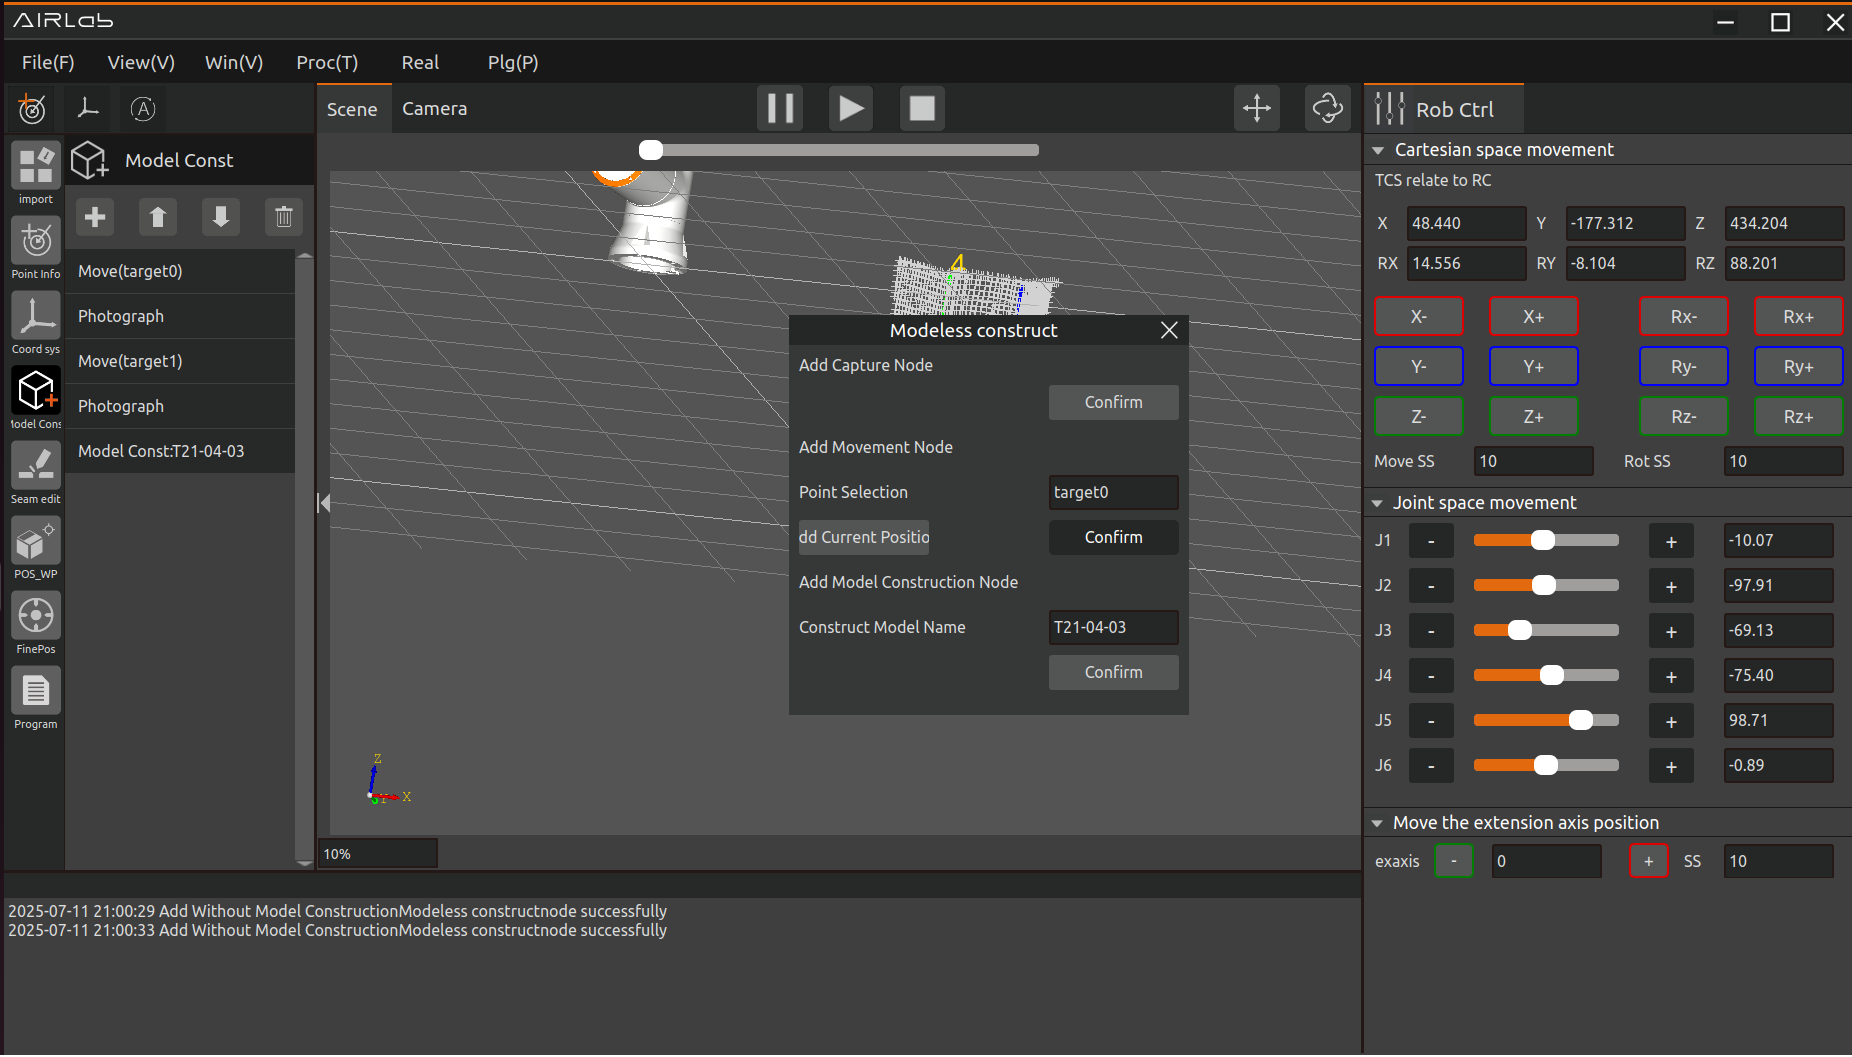 AIRLab
File(F) View(V) Win(V) Proc(T) Real Plg(P)
Scene Camera
Rob Ctrl
Model Const
import
Point Info
Coord sys
Iodel Cons
Seam edit
POS_WP
FinePos
Program
Move(target0)
Photograph
Move(target1)
Photograph
Model Const:T21-04-03
4
Modeless construct
Add Capture Node
Confirm
Add Movement Node
Point Selection target0
dd Current Positio Confirm
Add Model Construction Node
Construct Model Name T21-04-03
Confirm
Z
Y
X
10%
Cartesian space movement
TCS relate to RC
X 48.440 Y -177.312 Z 434.204
RX 14.556 RY -8.104 RZ 88.201
X- X+ Rx- Rx+
Y- Y+ Ry- Ry+
Z- Z+ Rz- Rz+
Move SS 10 Rot SS 10
Joint space movement
J1 - + -10.07
J2 - + -97.91
J3 - + -69.13
J4 - + -75.40
J5 - + 98.71
J6 - + -0.89
Move the extension axis position
exaxis - 0 + SS 10
2025-07-11 21:00:29 Add Without Model ConstructionModeless constructnode successfully
2025-07-11 21:00:33 Add Without Model ConstructionModeless constructnode successfully